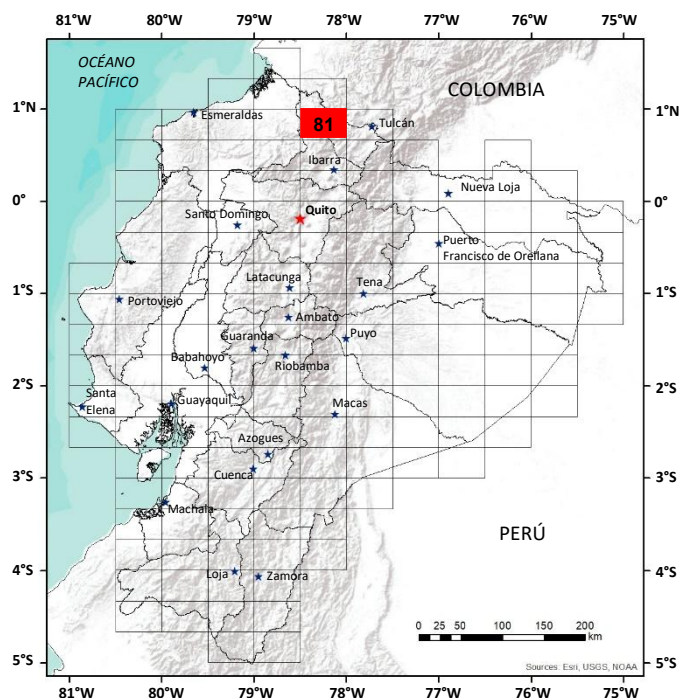 81°W 80°W 79°W 78°W 77°W 76°W 75°W
OCÉANO
PACÍFICO
COLOMBIA
1°N
1°N
Esmeraldas
81
Tulcán
Ibarra
Nueva Loja
0°
0°
Santo Domingo
Quito
Puerto
Francisco de Orellana
Latacunga
Tena
1°S
1°S
Portoviejo
Ambato
Guaranda
Puyo
Babahoyo
Riobamba
2°S
2°S
Santa
Elena
Guayaquil
Macas
Azogues
3°S
3°S
Cuenca
Machala
PERÚ
4°S
4°S
Loja
Zamora
0 25 50 100 150 200
km
5°S
5°S
Sources: Esri, USGS, NOAA
81°W 80°W 79°W 78°W 77°W 76°W 75°W